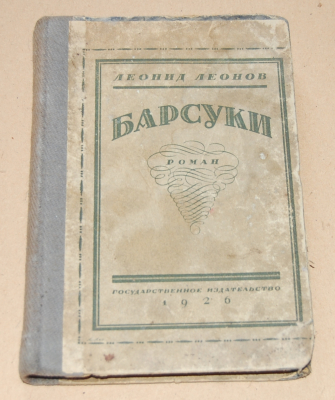 ЛЕОНИД ЛЕОНОВ
БАРСУКИ
РОМАН
ГОСУДАРСТВЕННОЕ ИЗДАТЕЛЬСТВО
1926